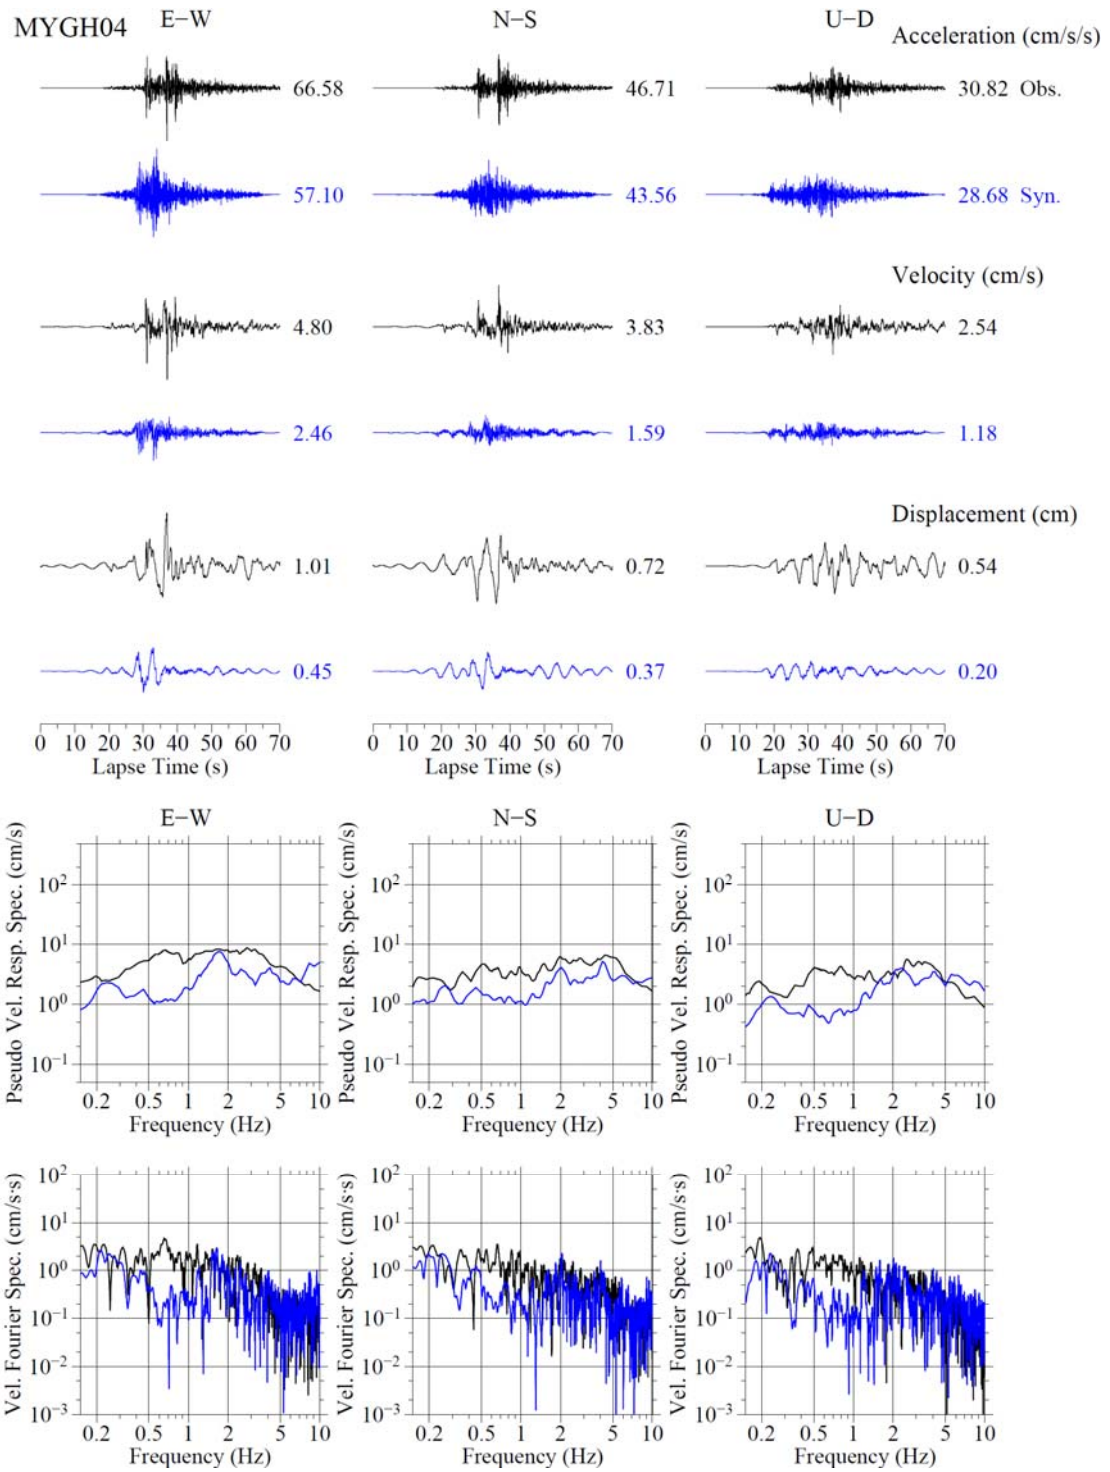 MYGH04
E−W N−S U−D
Acceleration (cm/s/s)
66.58 46.71 30.82 Obs.
57.10 43.56 28.68 Syn.
Velocity (cm/s)
4.80 3.83 2.54
2.46 1.59 1.18
Displacement (cm)
1.01 0.72 0.54
0.45 0.37 0.20
0 10 20 30 40 50 60 70 0 10 20 30 40 50 60 70 0 10 20 30 40 50 60 70
Lapse Time (s) Lapse Time (s) Lapse Time (s)
E−W N−S U−D
Pseudo Vel. Resp. Spec. (cm/s) Pseudo Vel. Resp. Spec. (cm/s) Pseudo Vel. Resp. Spec. (cm/s)
10² 10² 10²
10¹ 10¹ 10¹
10⁰ 10⁰ 10⁰
10⁻¹ 10⁻¹ 10⁻¹
0.2 0.5 1 2 5 10 0.2 0.5 1 2 5 10 0.2 0.5 1 2 5 10
Frequency (Hz) Frequency (Hz) Frequency (Hz)
Vel. Fourier Spec. (cm/s·s) Vel. Fourier Spec. (cm/s·s) Vel. Fourier Spec. (cm/s·s)
10² 10² 10²
10¹ 10¹ 10¹
10⁰ 10⁰ 10⁰
10⁻¹ 10⁻¹ 10⁻¹
10⁻² 10⁻² 10⁻²
10⁻³ 10⁻³ 10⁻³
0.2 0.5 1 2 5 10 0.2 0.5 1 2 5 10 0.2 0.5 1 2 5 10
Frequency (Hz) Frequency (Hz) Frequency (Hz)